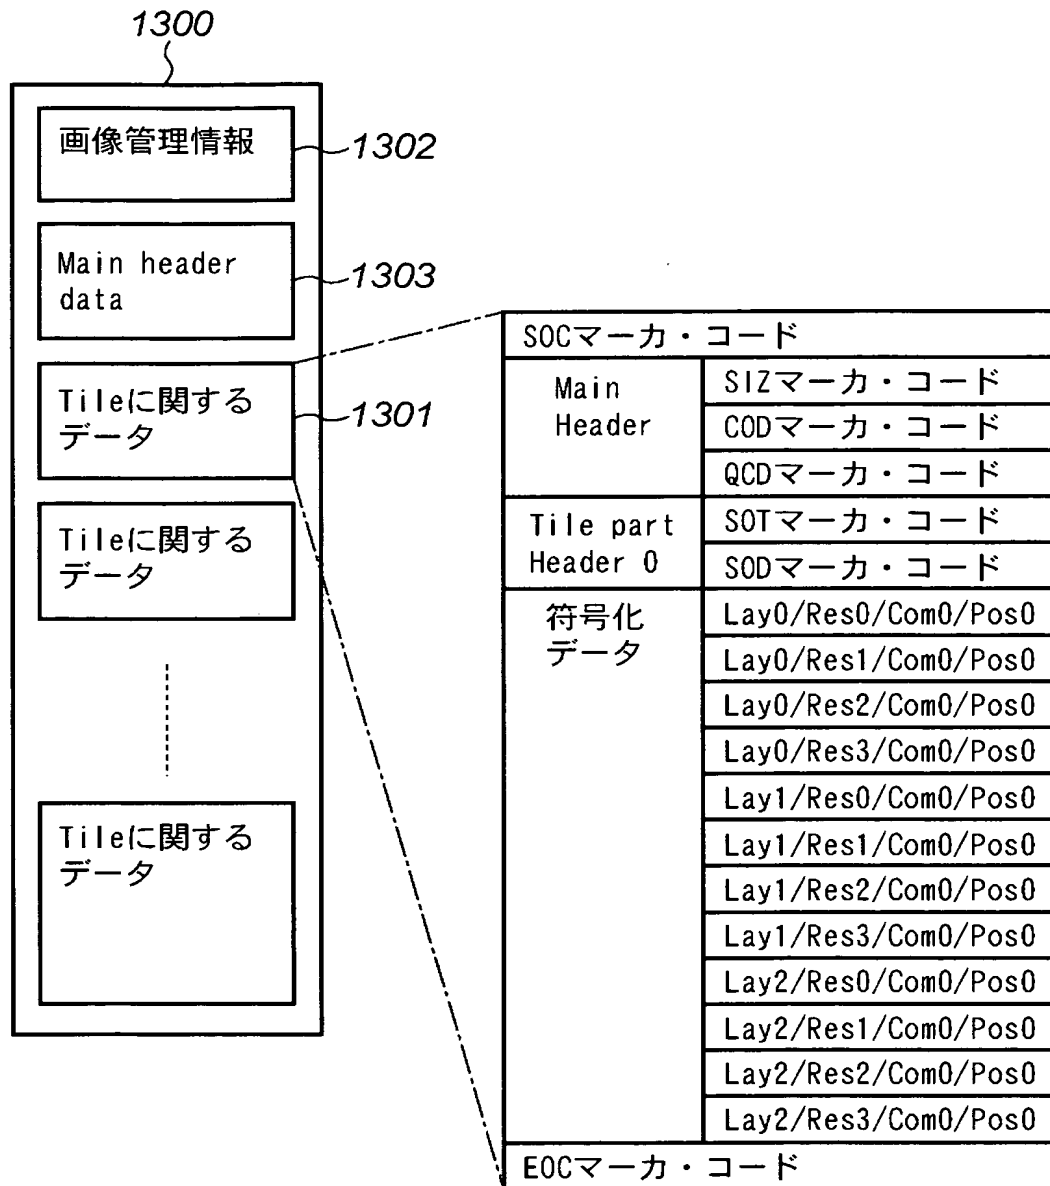 1300
画像管理情報
1302
Main header
data
1303
Tileに関する
データ
1301
Tileに関する
データ
Tileに関する
データ
SOCマーカ・コード
Main
Header
SIZマーカ・コード
CODマーカ・コード
QCDマーカ・コード
Tile part
Header 0
SOTマーカ・コード
SODマーカ・コード
符号化
データ
Lay0/Res0/Com0/Pos0
Lay0/Res1/Com0/Pos0
Lay0/Res2/Com0/Pos0
Lay0/Res3/Com0/Pos0
Lay1/Res0/Com0/Pos0
Lay1/Res1/Com0/Pos0
Lay1/Res2/Com0/Pos0
Lay1/Res3/Com0/Pos0
Lay2/Res0/Com0/Pos0
Lay2/Res1/Com0/Pos0
Lay2/Res2/Com0/Pos0
Lay2/Res3/Com0/Pos0
EOCマーカ・コード